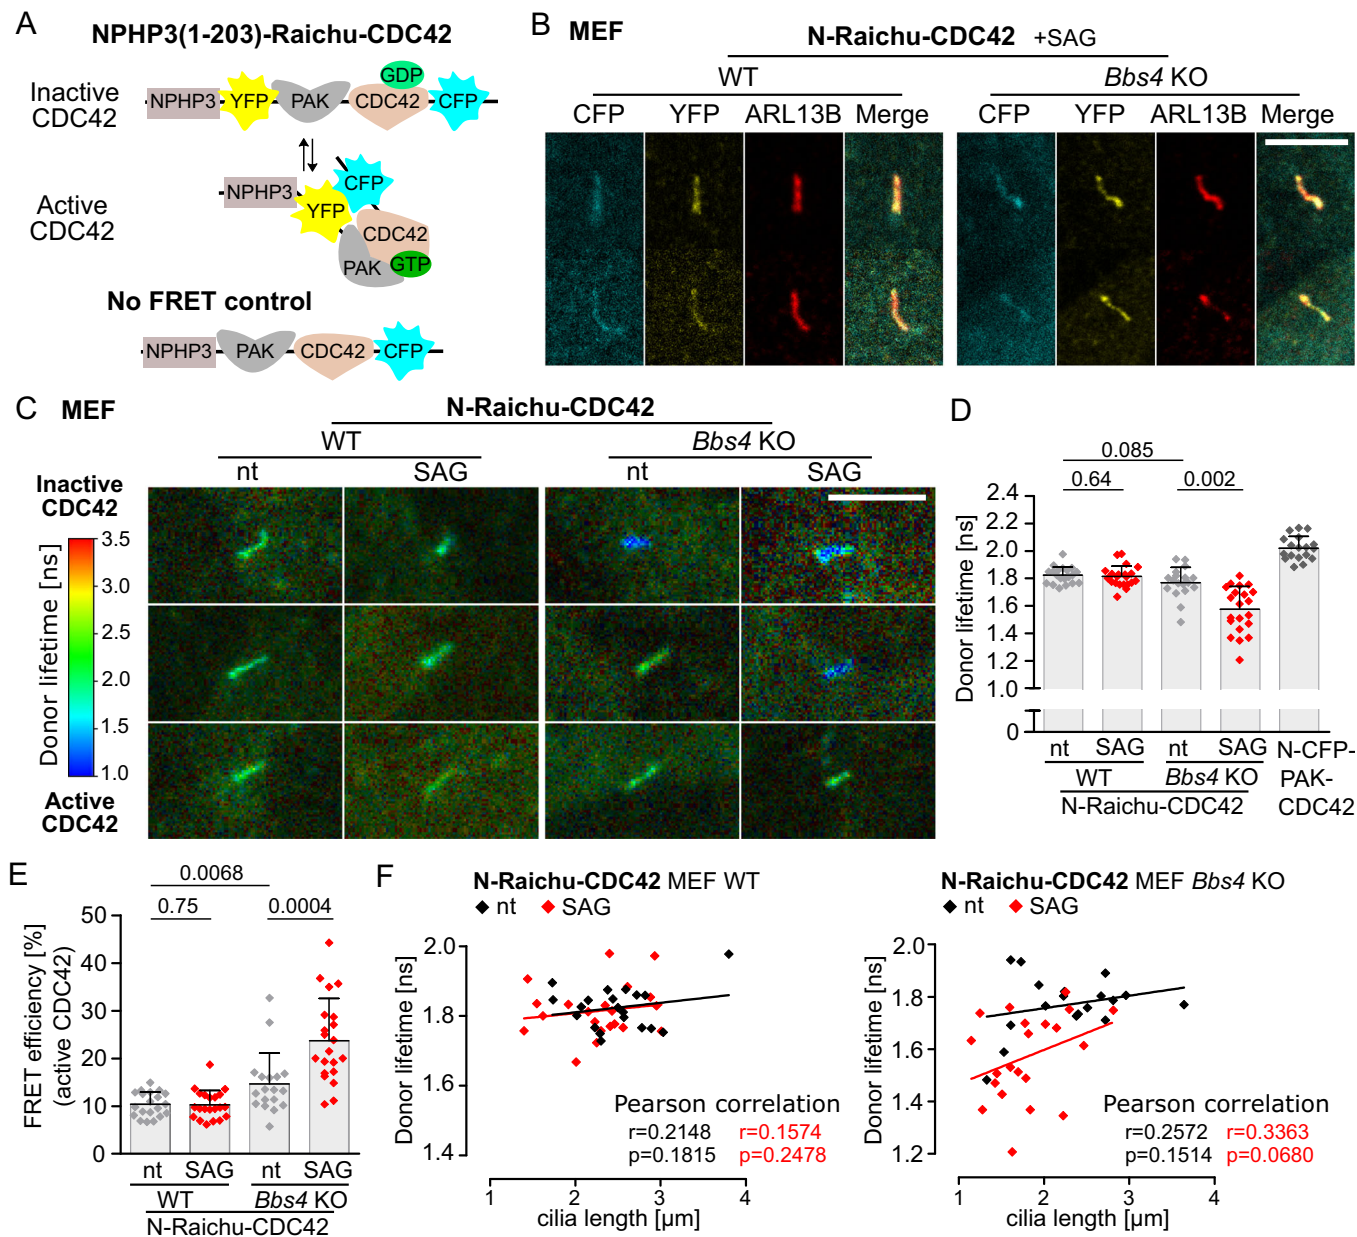 A
NPHP3(1-203)-Raichu-CDC42
Inactive
CDC42
NPHP3
YFP
PAK
GDP
CDC42
CFP
Active
CDC42
NPHP3
YFP
CFP
CDC42
PAK
GTP
No FRET control
NPHP3
PAK
CDC42
CFP
B MEF
N-Raichu-CDC42 +SAG
WT
Bbs4 KO
CFP YFP ARL13B Merge
CFP YFP ARL13B Merge
C MEF
N-Raichu-CDC42
WT
Bbs4 KO
nt SAG nt SAG
Inactive
CDC42
Donor lifetime [ns]
3.5
3.0
2.5
2.0
1.5
1.0
Active
CDC42
D
0.085
0.64 0.002
Donor lifetime [ns]
2.4
2.2
2.0
1.8
1.6
1.4
1.2
1.0
0
nt SAG nt SAG
WT Bbs4 KO
N-Raichu-CDC42
N-CFP-
PAK-
CDC42
E
0.0068
0.75 0.0004
FRET efficiency [%]
(active CDC42)
50
40
30
20
10
0
nt SAG nt SAG
WT Bbs4 KO
N-Raichu-CDC42
F
N-Raichu-CDC42 MEF WT
nt SAG
Donor lifetime [ns]
2.0
1.8
1.6
1.4
Pearson correlation
r=0.2148 r=0.1574
p=0.1815 p=0.2478
1 2 3 4
cilia length [µm]
N-Raichu-CDC42 MEF Bbs4 KO
nt SAG
Donor lifetime [ns]
2.0
1.8
1.6
1.4
1.2
Pearson correlation
r=0.2572 r=0.3363
p=0.1514 p=0.0680
1 2 3 4
cilia length [µm]